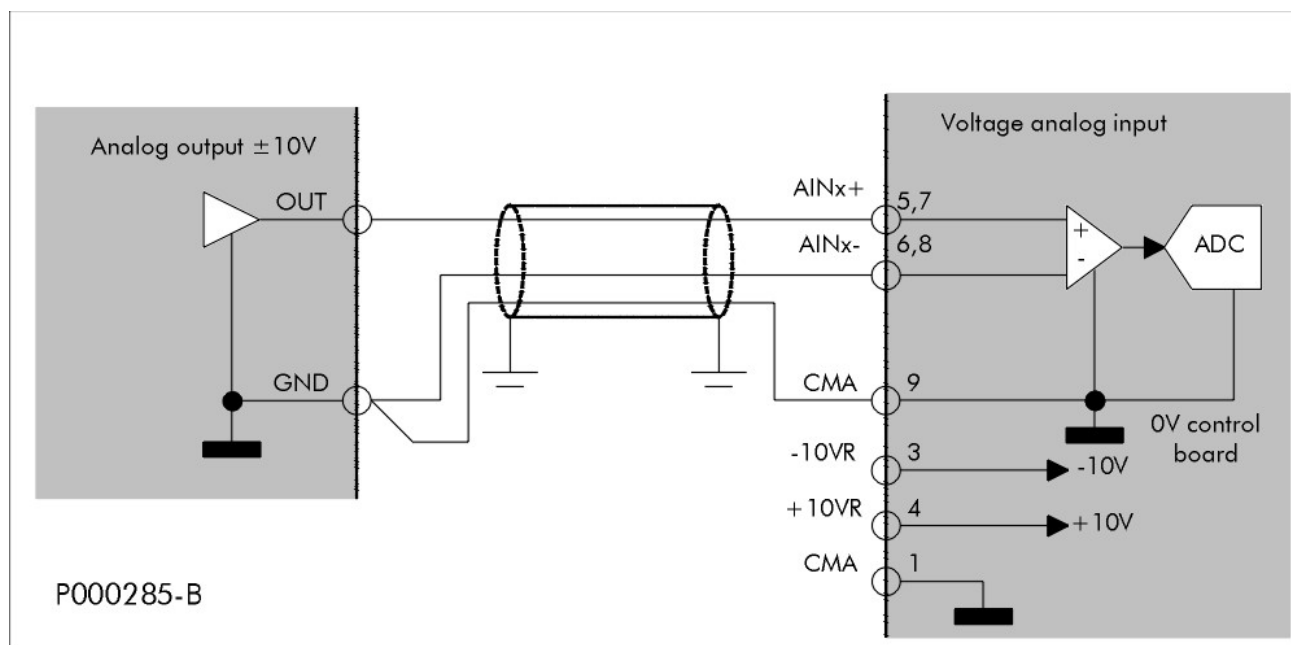 Analog output ±10V
OUT
GND
Voltage analog input
AINx+
5,7
AINx-
6,8
+
-
ADC
CMA
9
0V control
board
-10VR
3
-10V
+10VR
4
+10V
CMA
1
P000285-B